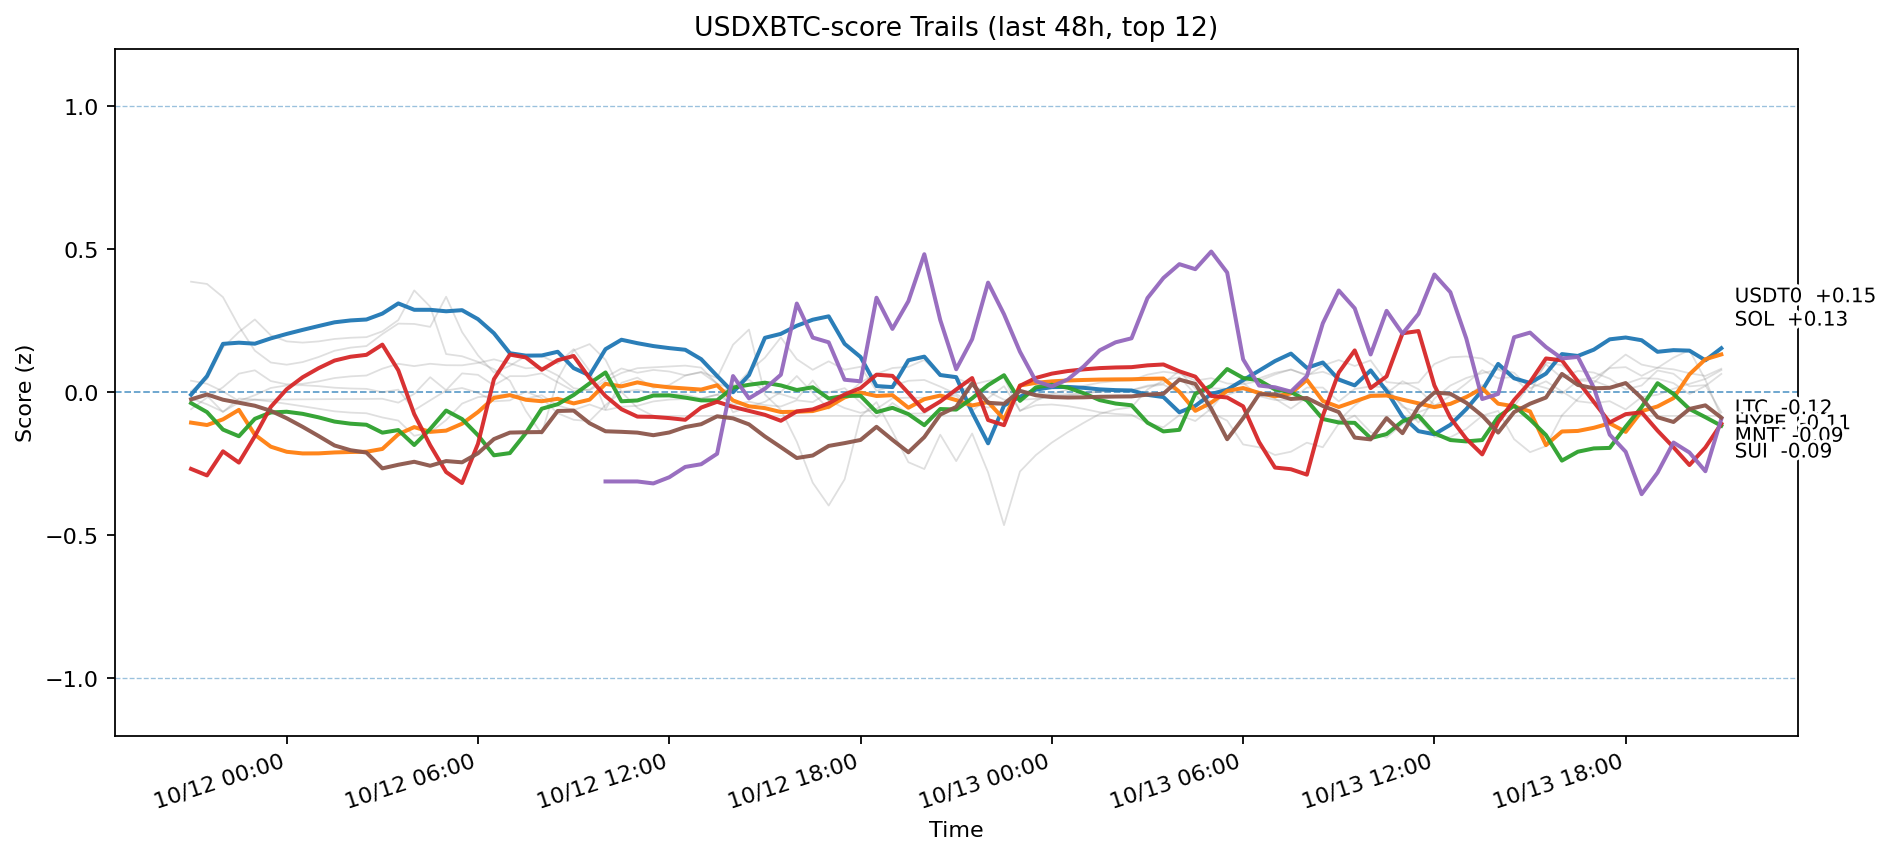 USDXBTC-score Trails (last 48h, top 12)
Score (z)
1.0
0.5
0.0
−0.5
−1.0
USDT0 +0.15
SOL +0.13
LTC -0.12
HYPE -0.11
MNT -0.09
SUI -0.09
10/12 00:00
10/12 06:00
10/12 12:00
10/12 18:00
10/13 00:00
10/13 06:00
10/13 12:00
10/13 18:00
Time